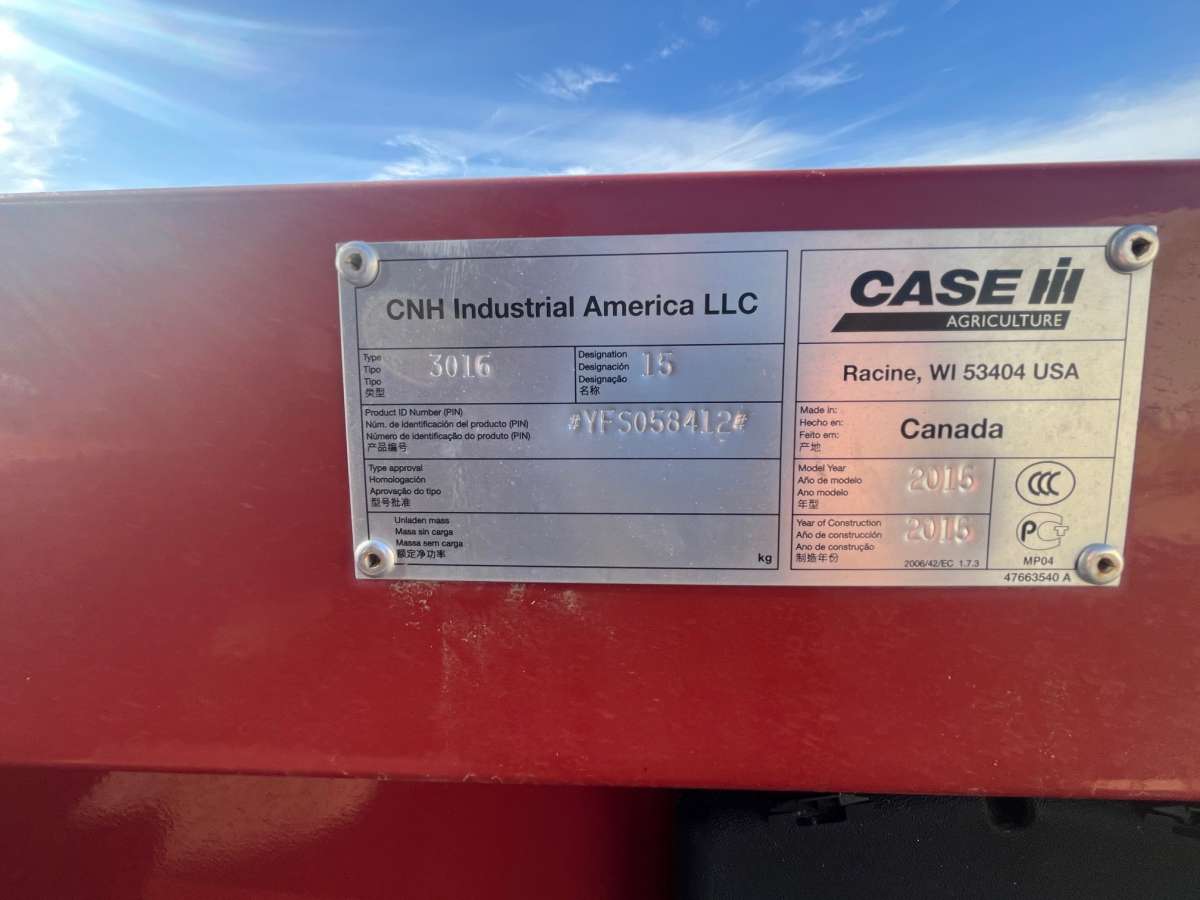 CNH Industrial America LLC
CASE IH
AGRICULTURE
Racine, WI 53404 USA
Type
Tipo
Tipo
类型
3016
Designation
Designación
Designação
名称
15
Product ID Number (PIN)
Núm. de identificación del producto (PIN)
Número de identificação do produto (PIN)
产品编号
#YFS058412#
Made in:
Hecho en:
Feito em:
产地
Canada
Type approval
Homologación
Aprovação do tipo
型号批准
Model Year
Año de modelo
Ano modelo
年型
2015
CCC
Unladen mass
Masa sin carga
Massa sem carga
额定净功率
kg
Year of Construction
Año de construcción
Ano de construção
制造年份
2016
2006/42/EC 1.7.3
PCT
MP04
47663540 A